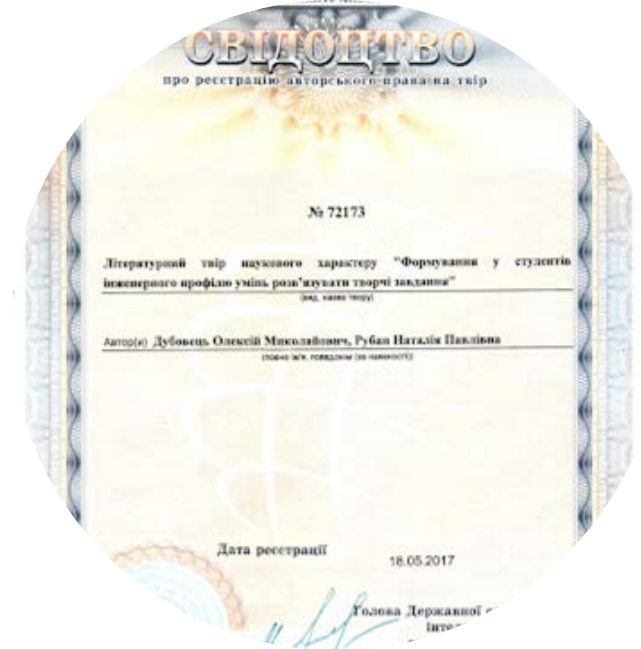 СВІДОЦТВО
про реєстрацію авторського права на твір
№ 72173
Літературний твір наукового характеру "Формування у студентів
інженерного профілю умінь розв'язувати творчі завдання"
(вид, назва твору)
Автор(и) Дубовець Олексій Миколайович, Рубан Наталія Павлівна
(повне ім'я, псевдонім (за наявності))
Дата реєстрації
18.05.2017
Голова Державної